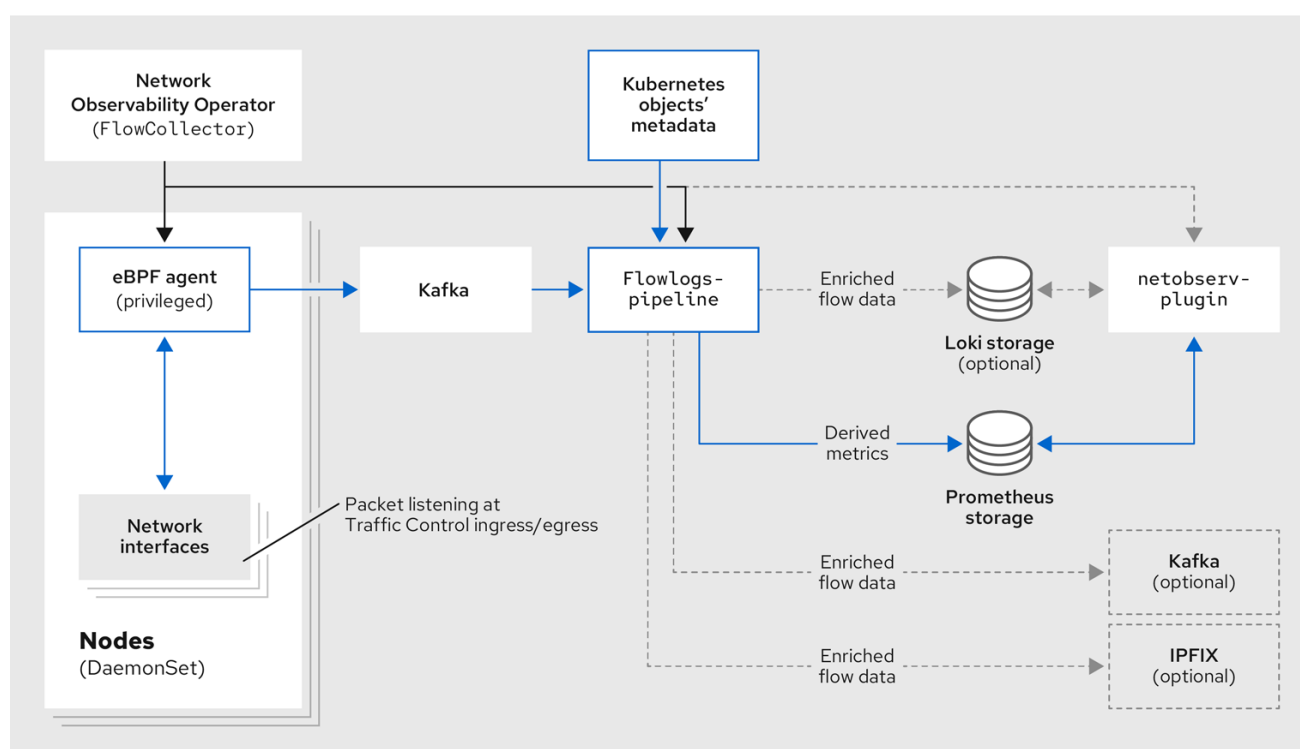 Network
Observability Operator
(FlowCollector)
Kubernetes
objects’
metadata
eBPF agent
(privileged)
Kafka
Flowlogs-
pipeline
Enriched
flow data
Loki storage
(optional)
netobserv-
plugin
Derived
metrics
Prometheus
storage
Network
interfaces
Packet listening at
Traffic Control ingress/egress
Nodes
(DaemonSet)
Enriched
flow data
Kafka
(optional)
Enriched
flow data
IPFIX
(optional)